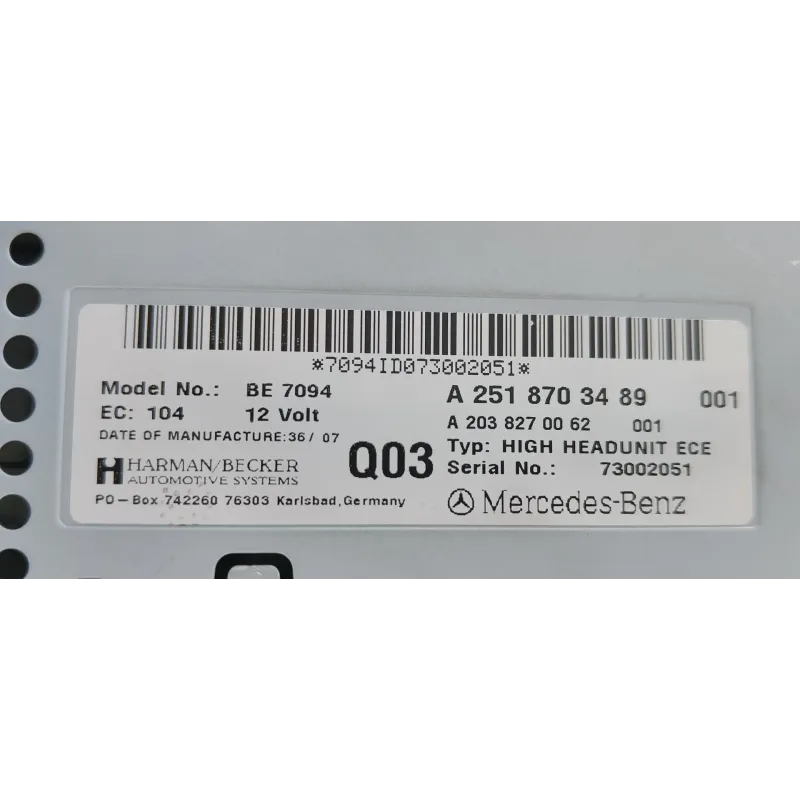 *7094ID073002051*
Model No.: BE 7094
EC: 104 12 Volt
DATE OF MANUFACTURE:36/ 07
HARMAN/BECKER
AUTOMOTIVE SYSTEMS
PO-Box 742260 76303 Karlsbad,Germany
Q03
A 251 870 34 89 001
A 203 827 00 62 001
Typ: HIGH HEADUNIT ECE
Serial No.: 73002051
Mercedes-Benz